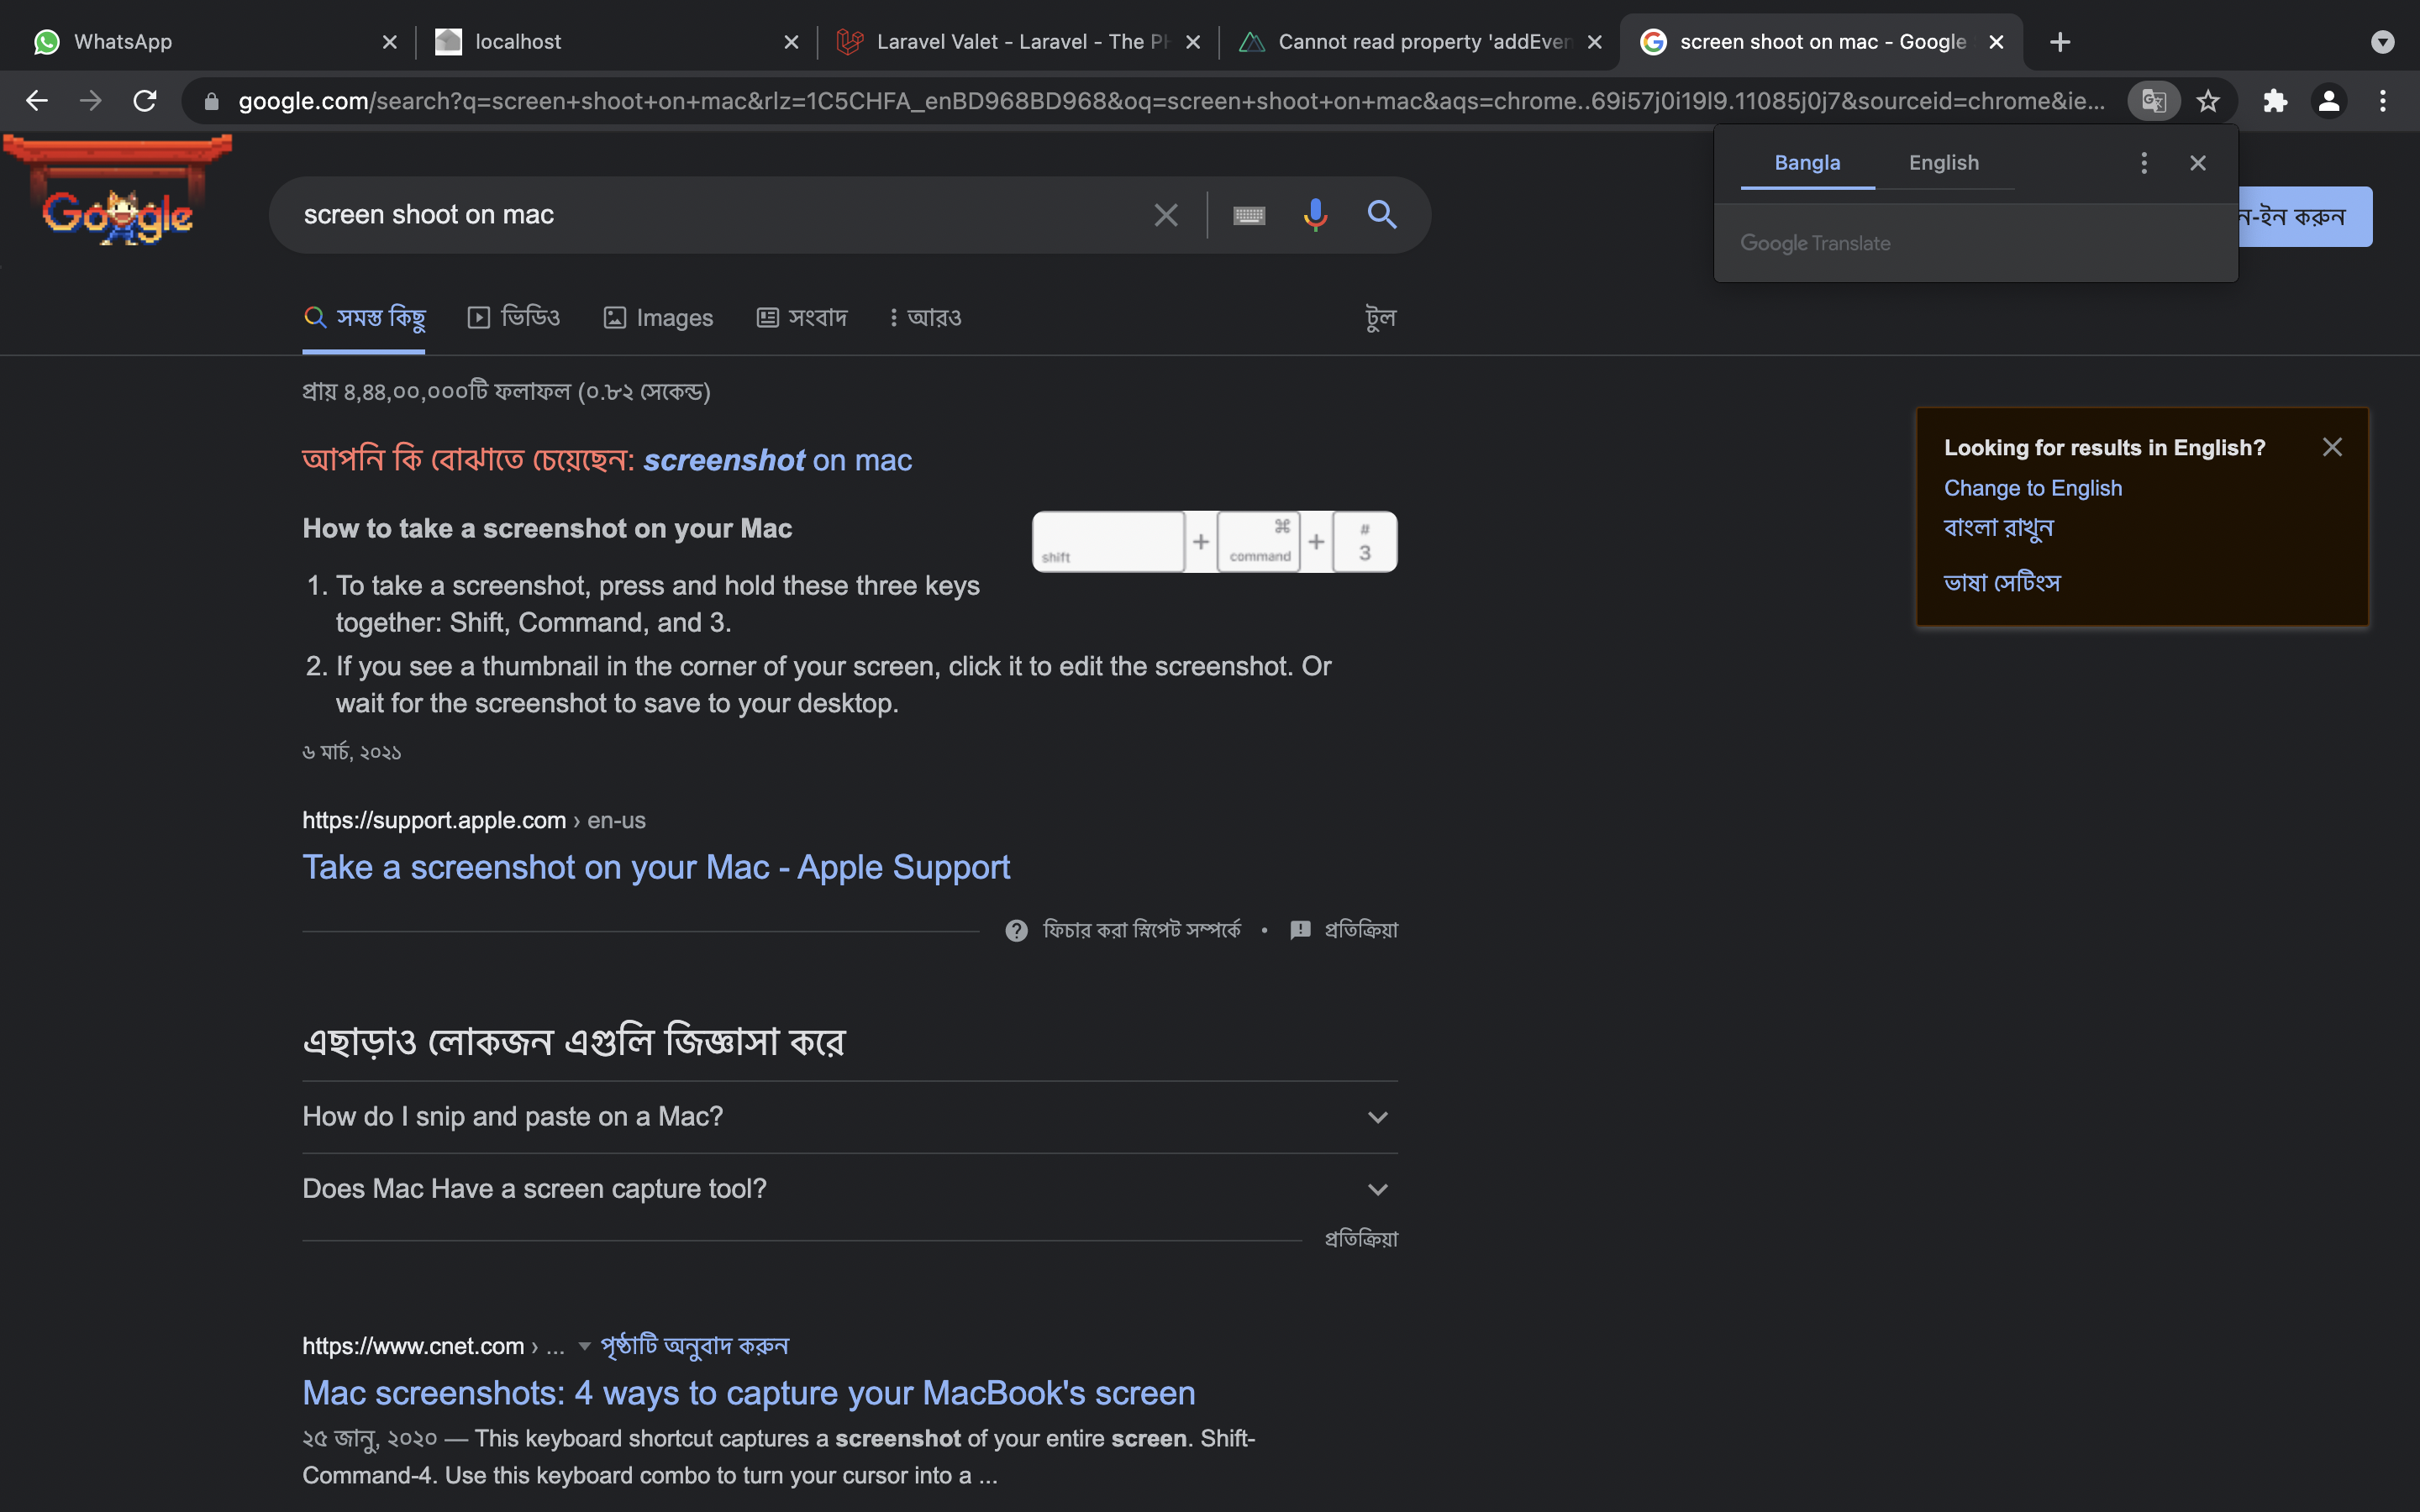 WhatsApp
localhost
Laravel Valet - Laravel - The PH
Cannot read property 'addEven
screen shoot on mac - Google
google.com/search?q=screen+shoot+on+mac&rlz=1C5CHFA_enBD968BD968&oq=screen+shoot+on+mac&aqs=chrome..69i57j0i19l9.11085j0j7&sourceid=chrome&ie...
Bangla English
Google Translate
Google
screen shoot on mac
ন-ইন করুন
সমস্ত কিছু ভিডিও Images সংবাদ আরও টুল
প্রায় ৪,৪৪,০০,০০০টি ফলাফল (০.৮২ সেকেন্ড)
আপনি কি বোঝাতে চেয়েছেন: screenshot on mac
How to take a screenshot on your Mac
shift + ⌘ command + # 3
1. To take a screenshot, press and hold these three keys
together: Shift, Command, and 3.
2. If you see a thumbnail in the corner of your screen, click it to edit the screenshot. Or
wait for the screenshot to save to your desktop.
৬ মার্চ, ২০২১
https://support.apple.com › en-us
Take a screenshot on your Mac - Apple Support
ফিচার করা স্নিপেট সম্পর্কে • প্রতিক্রিয়া
Looking for results in English?
Change to English
বাংলা রাখুন
ভাষা সেটিংস
এছাড়াও লোকজন এগুলি জিজ্ঞাসা করে
How do I snip and paste on a Mac?
Does Mac Have a screen capture tool?
প্রতিক্রিয়া
https://www.cnet.com › ... পৃষ্ঠাটি অনুবাদ করুন
Mac screenshots: 4 ways to capture your MacBook's screen
২৫ জানু, ২০২০ — This keyboard shortcut captures a screenshot of your entire screen. Shift-
Command-4. Use this keyboard combo to turn your cursor into a ...